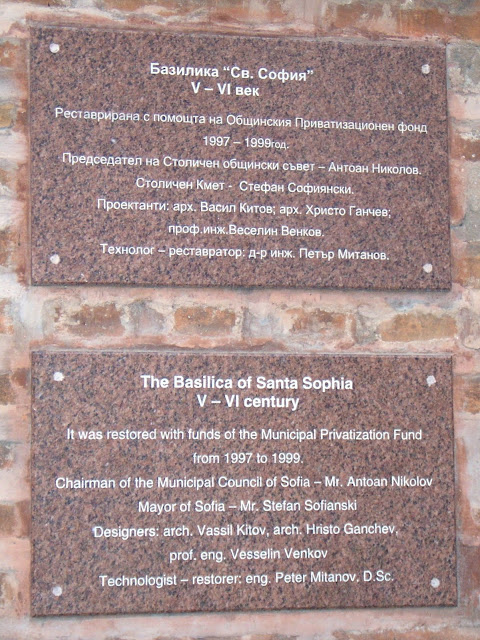 Базилика “Св. София”
V – VI век
Реставрирана с помощта на Общинския Приватизационен фонд
1997 – 1999год.
Председател на Столичен общински съвет – Антоан Николов.
Столичен Кмет - Стефан Софиянски.
Проектанти: арх. Васил Китов; арх. Христо Ганчев;
проф.инж.Веселин Венков.
Технолог – реставратор: д-р инж. Петър Митанов.
The Basilica of Santa Sophia
V – VI century
It was restored with funds of the Municipal Privatization Fund
from 1997 to 1999.
Chairman of the Municipal Council of Sofia – Mr. Antoan Nikolov
Mayor of Sofia – Mr. Stefan Sofianski
Designers: arch. Vassil Kitov, arch. Hristo Ganchev,
prof. eng. Vesselin Venkov
Technologist – restorer: eng. Peter Mitanov, D.Sc.